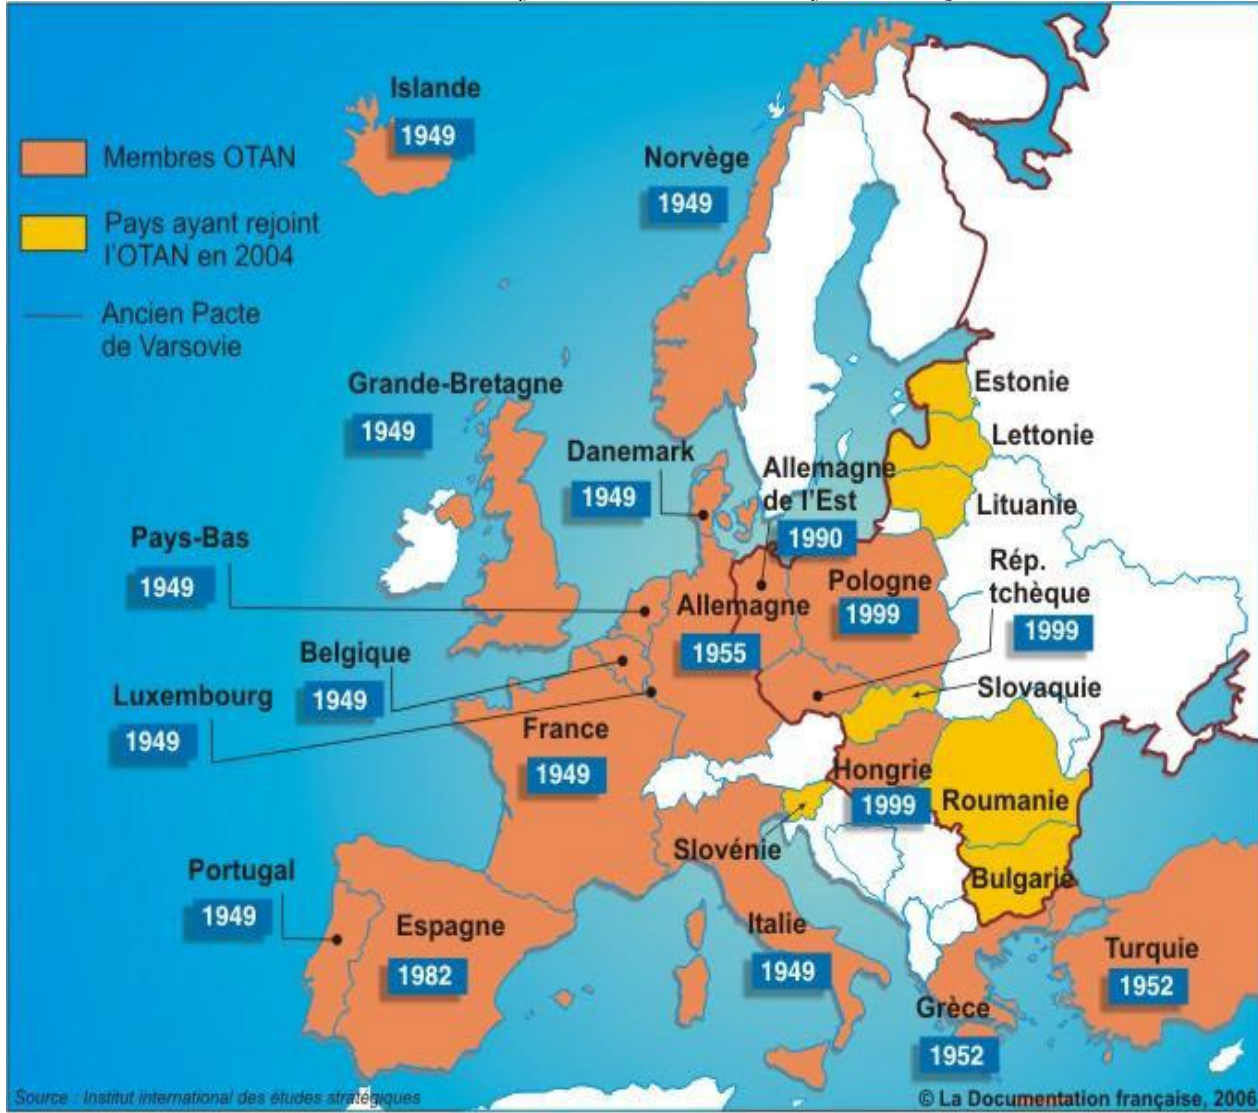 Islande
1949
Membres OTAN
Pays ayant rejoint
l'OTAN en 2004
Ancien Pacte
de Varsovie
Norvège
1949
Grande-Bretagne
1949
Danemark
1949
Allemagne
de l'Est
1990
Estonie
Lettonie
Lituanie
Pays-Bas
1949
Allemagne
1955
Pologne
1999
Rép.
tchèque
1999
Belgique
1949
Luxembourg
1949
France
1949
Slovaquie
Hongrie
1999
Roumanie
Slovénie
Bulgarie
Portugal
1949
Espagne
1982
Italie
1949
Grèce
1952
Turquie
1952
Source : Institut international des études stratégiques
© La Documentation française, 2006